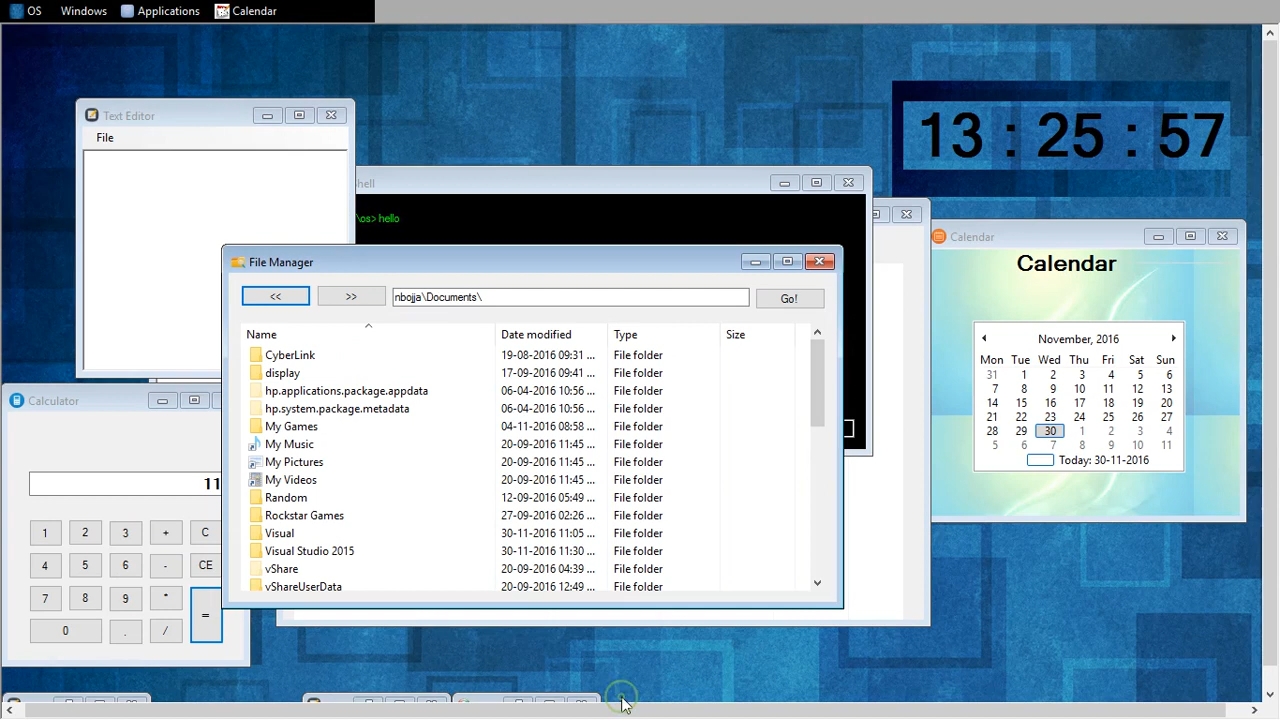 OS Windows Applications Calendar
13 : 25 : 57
Text Editor
File
hell
\os> hello
Calendar
Calendar
November, 2016
Mon Tue Wed Thu Fri Sat Sun
31 1 2 3 4 5 6
7 8 9 10 11 12 13
14 15 16 17 18 19 20
21 22 23 24 25 26 27
28 29 30 1 2 3 4
5 6 7 8 9 10 11
Today: 30-11-2016
File Manager
<< >> nbojja\Documents\ Go!
Name Date modified Type Size
CyberLink 19-08-2016 09:31 ... File folder
display 17-09-2016 09:41 ... File folder
hp.applications.package.appdata 06-04-2016 10:56 ... File folder
hp.system.package.metadata 06-04-2016 10:56 ... File folder
My Games 04-11-2016 08:58 ... File folder
My Music 20-09-2016 11:45 ... File folder
My Pictures 20-09-2016 11:45 ... File folder
My Videos 20-09-2016 11:45 ... File folder
Random 12-09-2016 05:49 ... File folder
Rockstar Games 27-09-2016 02:26 ... File folder
Visual 30-11-2016 11:05 ... File folder
Visual Studio 2015 30-11-2016 11:30 ... File folder
vShare 20-09-2016 04:39 ... File folder
vShareUserData 20-09-2016 12:49 ... File folder
Calculator
11
1 2 3 + C
4 5 6 - CE
7 8 9 * =
0 . /